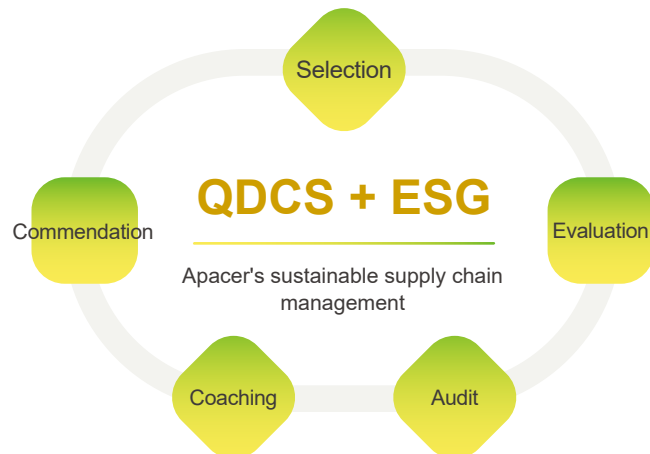 Selection
QDCS + ESG
Commendation
Evaluation
Apacer's sustainable supply chain
management
Coaching
Audit